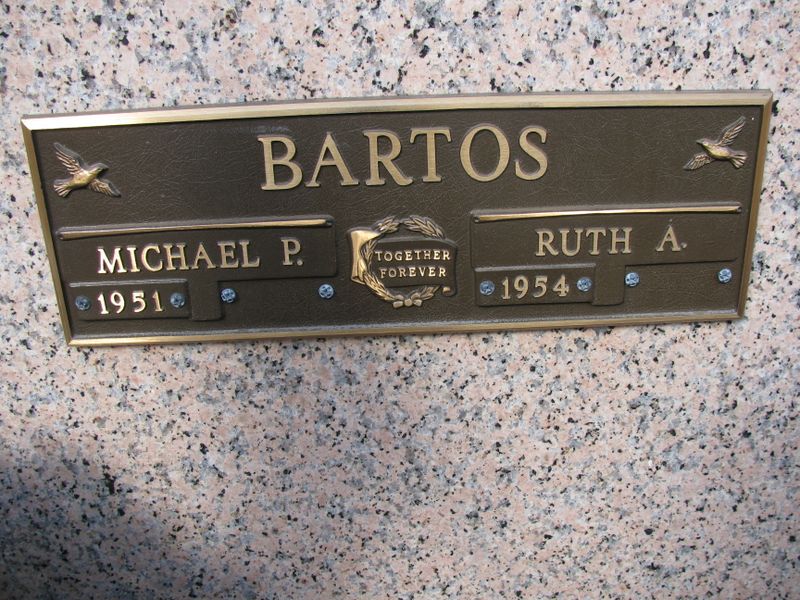 BARTOS
MICHAEL P.
1951
TOGETHER
FOREVER
RUTH A.
1954